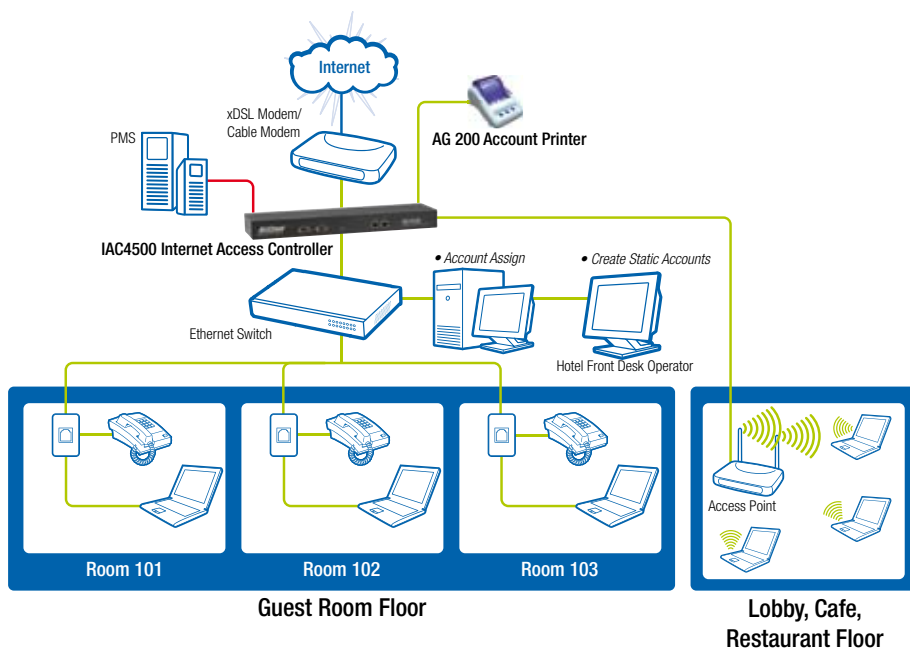 Internet
xDSL Modem/
Cable Modem
PMS
AG 200 Account Printer
IAC4500 Internet Access Controller
• Account Assign
• Create Static Accounts
Ethernet Switch
Hotel Front Desk Operator
Access Point
Room 101
Room 102
Room 103
Guest Room Floor
Lobby, Cafe,
Restaurant Floor